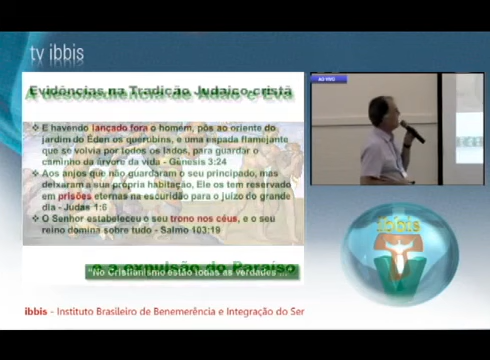 tv ibbis
Evidências na Tradição Judaico-cristã
A desobediência de Adão e Eva
E havendo lançado fora o homem, pôs ao oriente do
jardim do Éden os querubins, e uma espada flamejante
que se volvia por todos os lados, para guardar o
caminho da árvore da vida - Gênesis 3:24
Aos anjos que não guardaram o seu principado, mas
deixaram a sua própria habitação, Ele os tem reservado
em prisões eternas na escuridão para o juízo do grande
dia - Judas 1:6
O Senhor estabeleceu o seu trono nos céus, e o seu
reino domina sobre tudo - Salmo 103:19
e a expulsão do Paraíso
"No Cristianismo estão todas as verdades ...
AO VIVO
ibbis
ibbis - Instituto Brasileiro de Benemerência e Integração do Ser